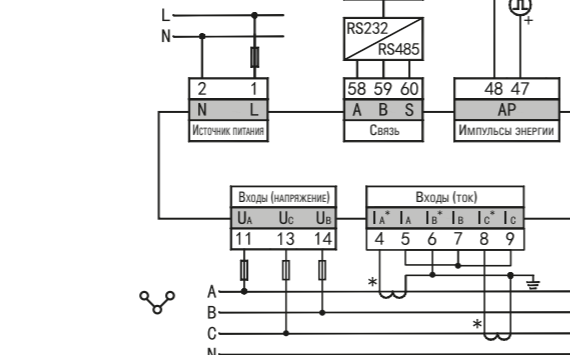 L
N
RS232
RS485
+
2 1
N L
Источник питания
58 59 60
A B S
Связь
48 47
AP
Импульсы энергии
Входы (напряжение)
UA UC UB
11 13 14
Входы (ток)
IA* IA IB* IB IC* IC
4 5 6 7 8 9
*
A
B
*
C
N